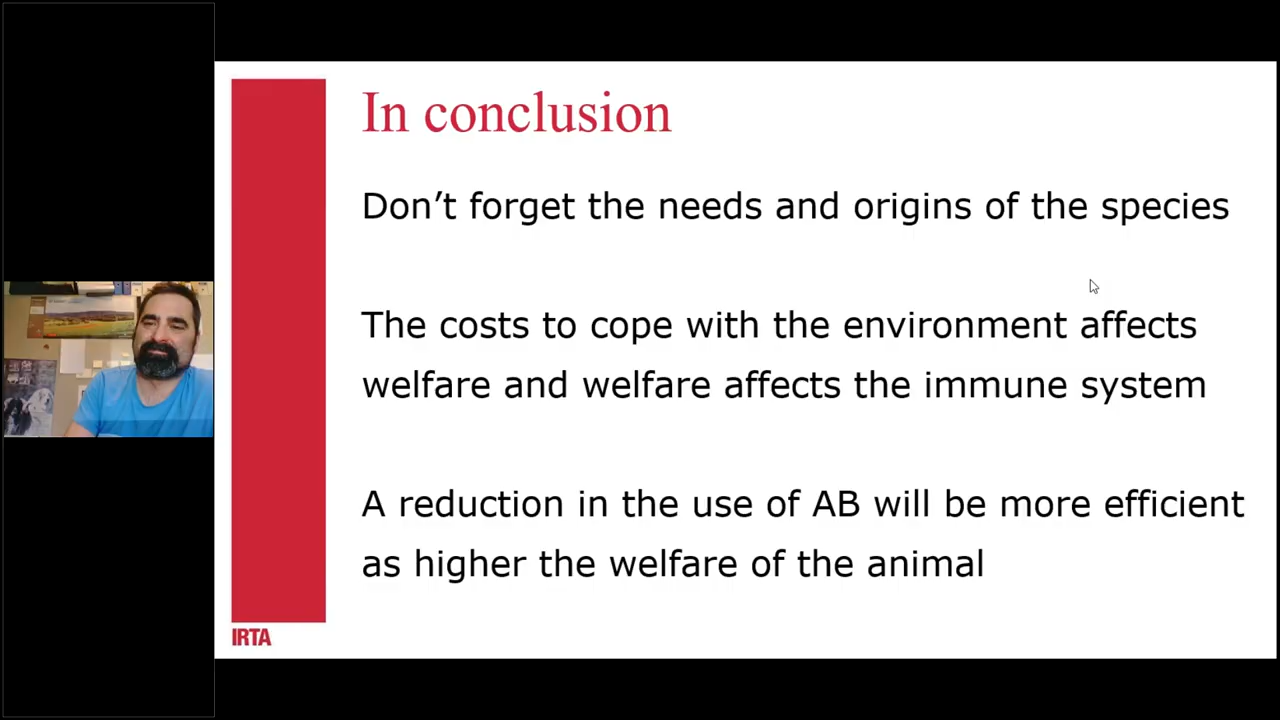 In conclusion
Don’t forget the needs and origins of the species
The costs to cope with the environment affects
welfare and welfare affects the immune system
A reduction in the use of AB will be more efficient
as higher the welfare of the animal
IRTA